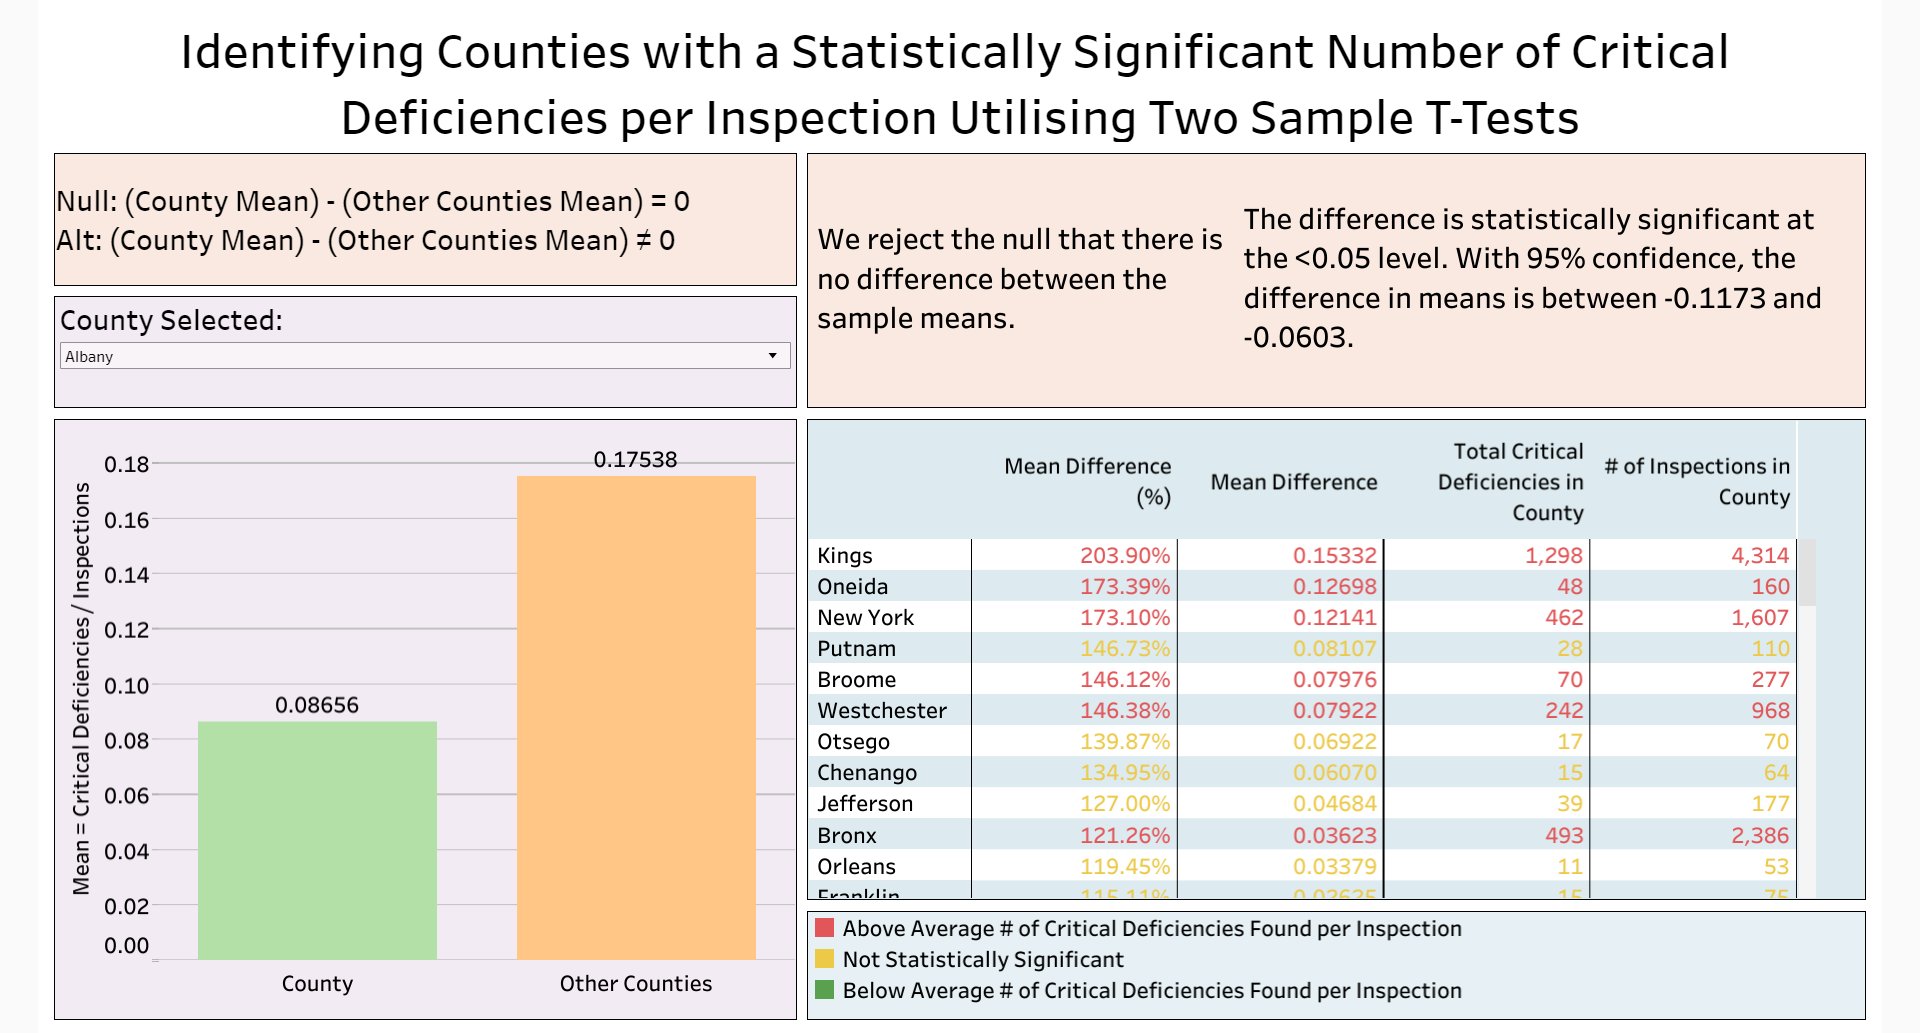 Identifying Counties with a Statistically Significant Number of Critical
Deficiencies per Inspection Utilising Two Sample T-Tests
Null: (County Mean) - (Other Counties Mean) = 0
Alt: (County Mean) - (Other Counties Mean) ≠ 0
We reject the null that there is
no difference between the
sample means.
The difference is statistically significant at
the <0.05 level. With 95% confidence, the
difference in means is between -0.1173 and
-0.0603.
County Selected:
Albany
Mean = Critical Deficiencies / Inspections
0.18
0.16
0.14
0.12
0.10
0.08
0.06
0.04
0.02
0.00
0.08656
0.17538
County
Other Counties
Mean Difference
(%)
Mean Difference
Total Critical
Deficiencies in
County
# of Inspections in
County
Kings 203.90% 0.15332 1,298 4,314
Oneida 173.39% 0.12698 48 160
New York 173.10% 0.12141 462 1,607
Putnam 146.73% 0.08107 28 110
Broome 146.12% 0.07976 70 277
Westchester 146.38% 0.07922 242 968
Otsego 139.87% 0.06922 17 70
Chenango 134.95% 0.06070 15 64
Jefferson 127.00% 0.04684 39 177
Bronx 121.26% 0.03623 493 2,386
Orleans 119.45% 0.03379 11 53
Franklin 115.11% 0.02625 15 75
Above Average # of Critical Deficiencies Found per Inspection
Not Statistically Significant
Below Average # of Critical Deficiencies Found per Inspection